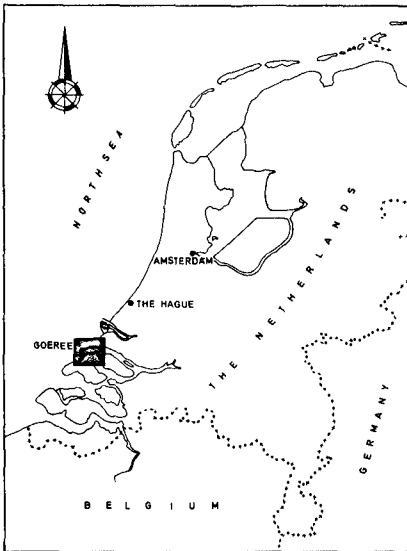 NORTHSEA
AMSTERDAM
THE HAGUE
GOEREE
THE NETHERLANDS
GERMANY
BELGIUM